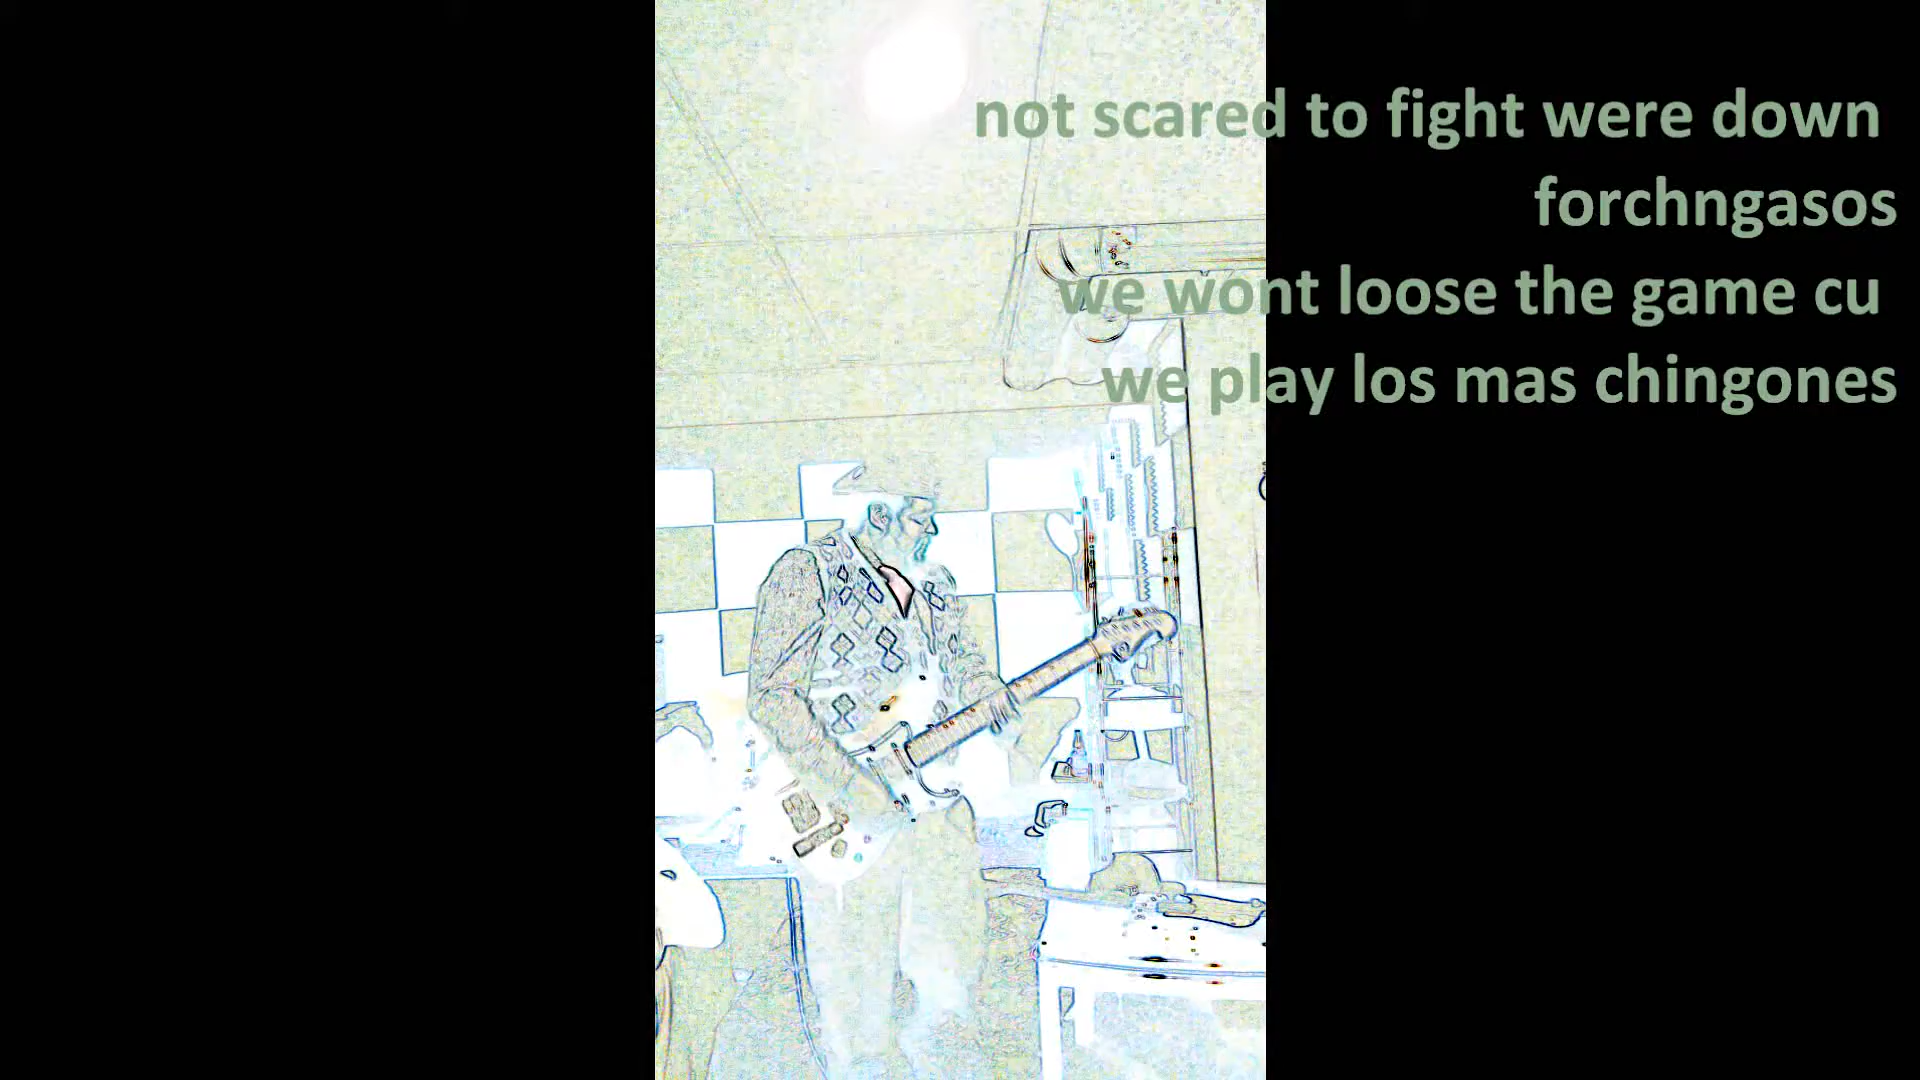 not scared to fight were down
forchngasos
we wont loose the game cu
we play los mas chingones